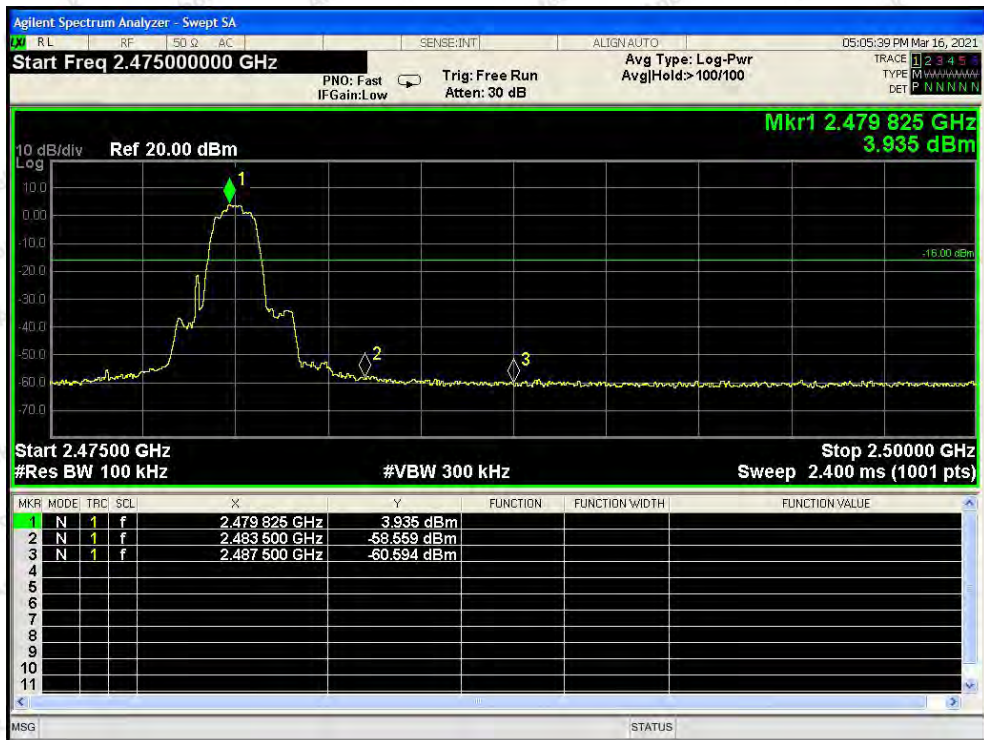 Agilent Spectrum Analyzer - Swept SA
LXI RL RF 50 Ω AC SENSE:INT ALIGN AUTO 05:05:39 PM Mar 16, 2021
Start Freq 2.475000000 GHz
PNO: Fast
IFGain:Low
Trig: Free Run
Atten: 30 dB
Avg Type: Log-Pwr
Avg|Hold:>100/100
TRACE 1 2 3 4 5 6
TYPE M WWWWW
DET P N N N N N
Mkr1 2.479 825 GHz
3.935 dBm
10 dB/div Ref 20.00 dBm
Log
10.0
0.00
-10.0
-20.0
-30.0
-40.0
-50.0
-60.0
-70.0
1
-16.00 dBm
2
3
Start 2.47500 GHz Stop 2.50000 GHz
#Res BW 100 kHz #VBW 300 kHz Sweep 2.400 ms (1001 pts)
MKR MODE TRC SCL X Y FUNCTION FUNCTION WIDTH FUNCTION VALUE
1 N 1 f 2.479 825 GHz 3.935 dBm
2 N 1 f 2.483 500 GHz -58.559 dBm
3 N 1 f 2.487 500 GHz -60.594 dBm
4
5
6
7
8
9
10
11
MSG STATUS